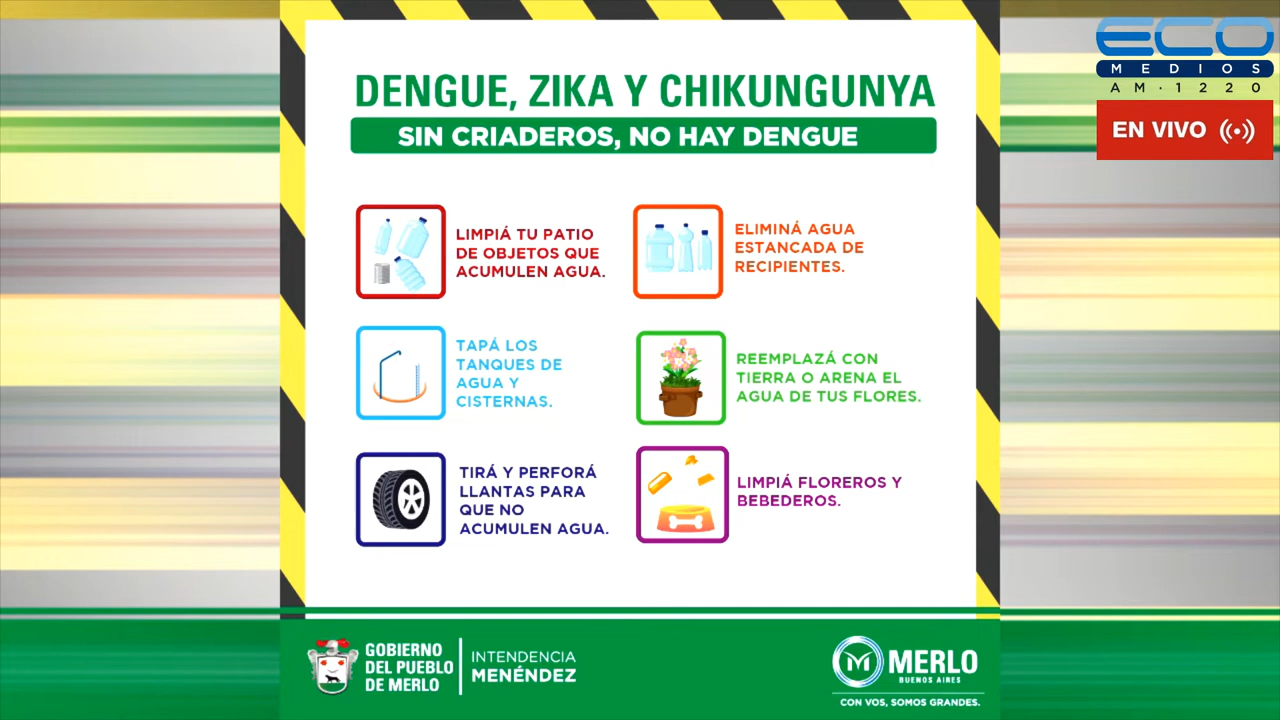 ECO
MEDIOS
AM·1220
EN VIVO
DENGUE, ZIKA Y CHIKUNGUNYA
SIN CRIADEROS, NO HAY DENGUE
LIMPIÁ TU PATIO
DE OBJETOS QUE
ACUMULEN AGUA.
ELIMINÁ AGUA
ESTANCADA DE
RECIPIENTES.
TAPÁ LOS
TANQUES DE
AGUA Y
CISTERNAS.
REEMPLAZÁ CON
TIERRA O ARENA EL
AGUA DE TUS FLORES.
TIRÁ Y PERFORÁ
LLANTAS PARA
QUE NO
ACUMULEN AGUA.
LIMPIÁ FLOREROS Y
BEBEDEROS.
GOBIERNO
DEL PUEBLO
DE MERLO
INTENDENCIA
MENÉNDEZ
MERLO
BUENOS AIRES
CON VOS, SOMOS GRANDES.